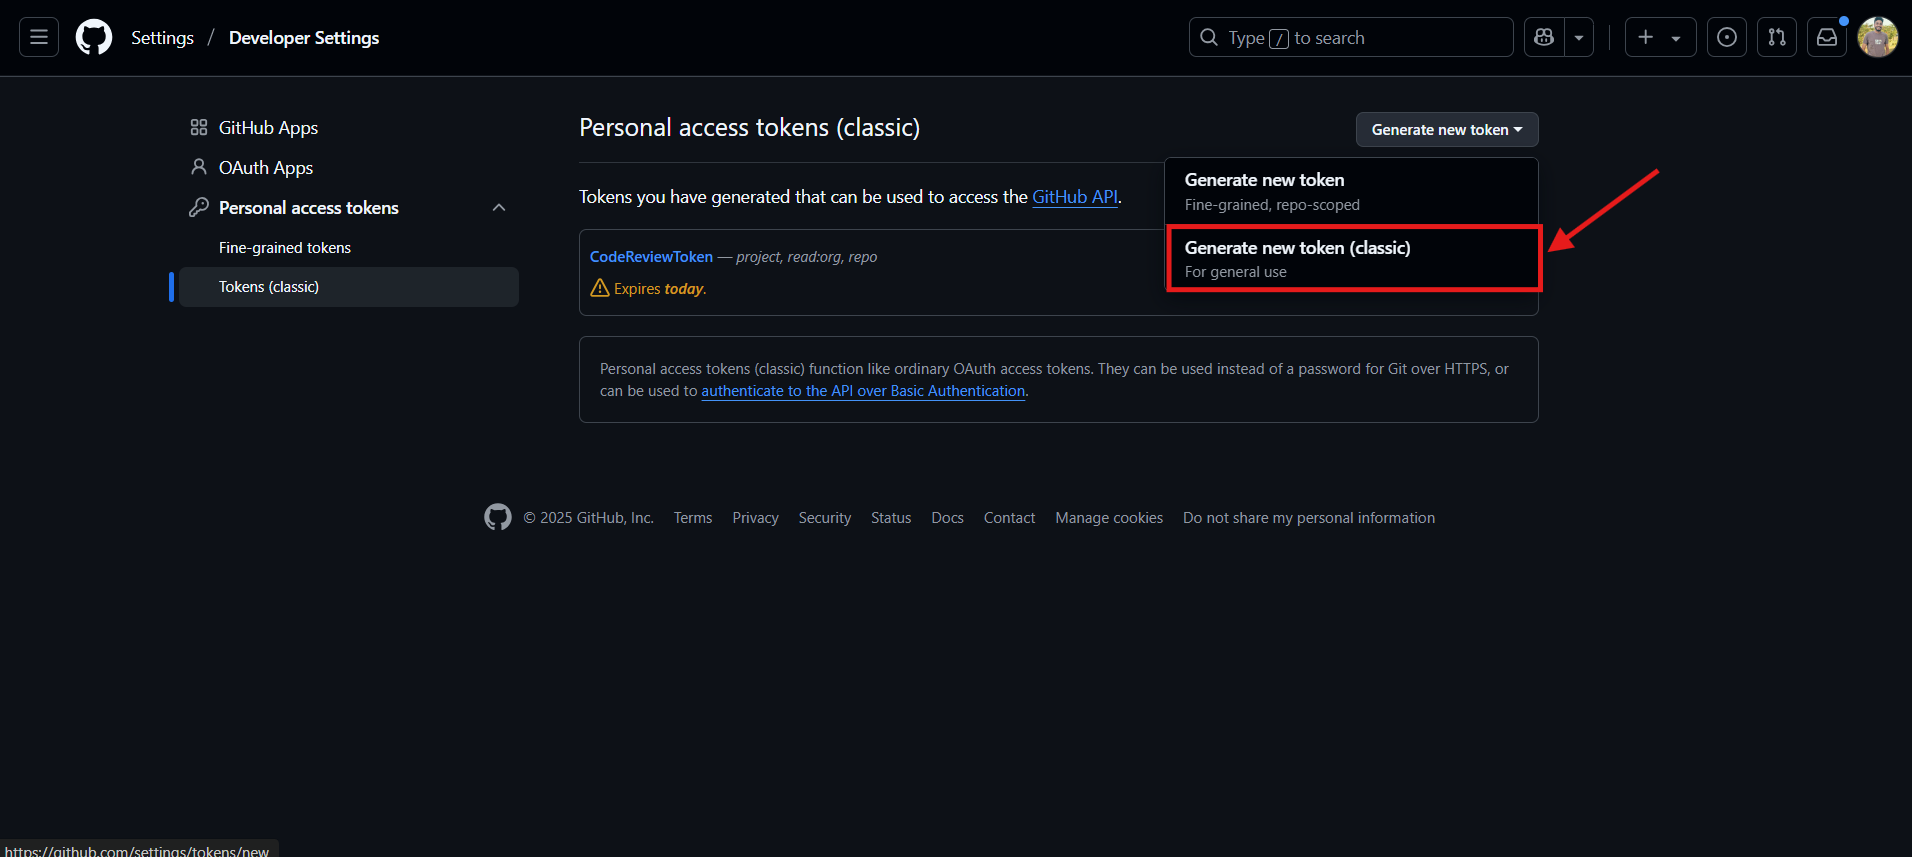 Settings / Developer Settings
Type / to search
GitHub Apps
OAuth Apps
Personal access tokens
Fine-grained tokens
Tokens (classic)
Personal access tokens (classic)
Generate new token
Generate new token
Fine-grained, repo-scoped
Generate new token (classic)
For general use
Tokens you have generated that can be used to access the GitHub API.
CodeReviewToken — project, read:org, repo
Expires today.
Personal access tokens (classic) function like ordinary OAuth access tokens. They can be used instead of a password for Git over HTTPS, or
can be used to authenticate to the API over Basic Authentication.
© 2025 GitHub, Inc. Terms Privacy Security Status Docs Contact Manage cookies Do not share my personal information
https://github.com/settings/tokens/new